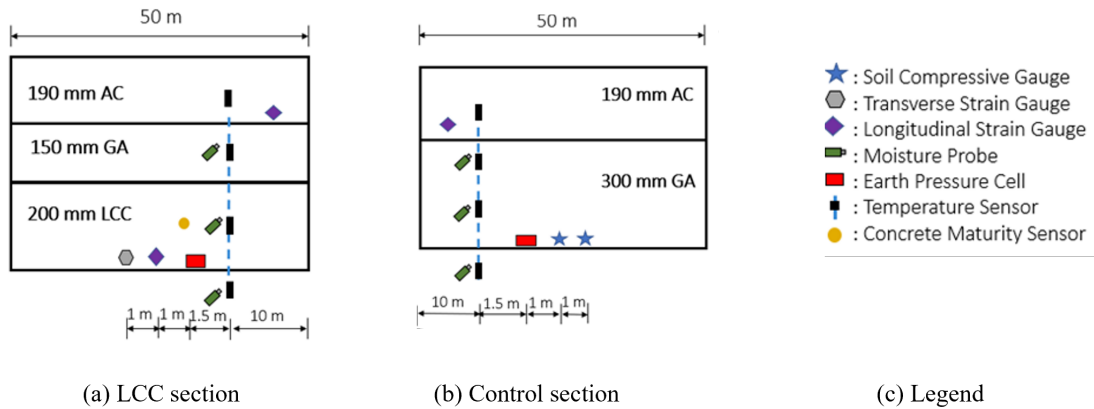 50 m
190 mm AC
150 mm GA
200 mm LCC
1 m 1 m 1.5 m 10 m
(a) LCC section
50 m
190 mm AC
300 mm GA
10 m 1.5 m 1 m 1 m
(b) Control section
: Soil Compressive Gauge
: Transverse Strain Gauge
: Longitudinal Strain Gauge
: Moisture Probe
: Earth Pressure Cell
: Temperature Sensor
: Concrete Maturity Sensor
(c) Legend